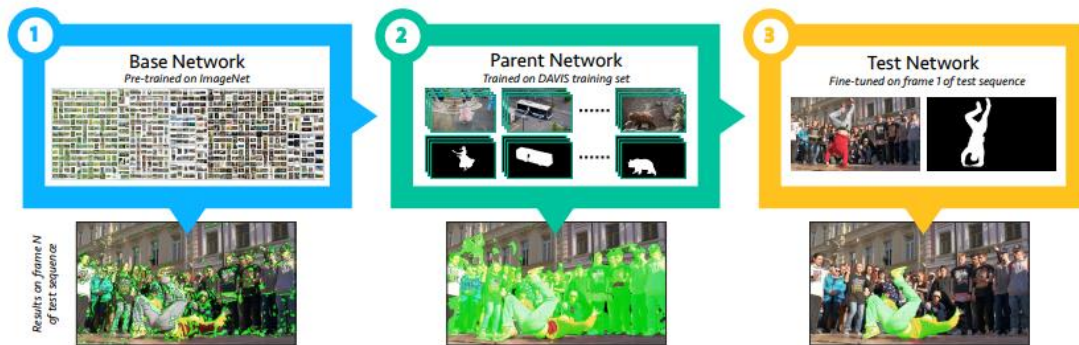 1
Base Network
Pre-trained on ImageNet
2
Parent Network
Trained on DAVIS training set
3
Test Network
Fine-tuned on frame 1 of test sequence
Results on frame N
of test sequence